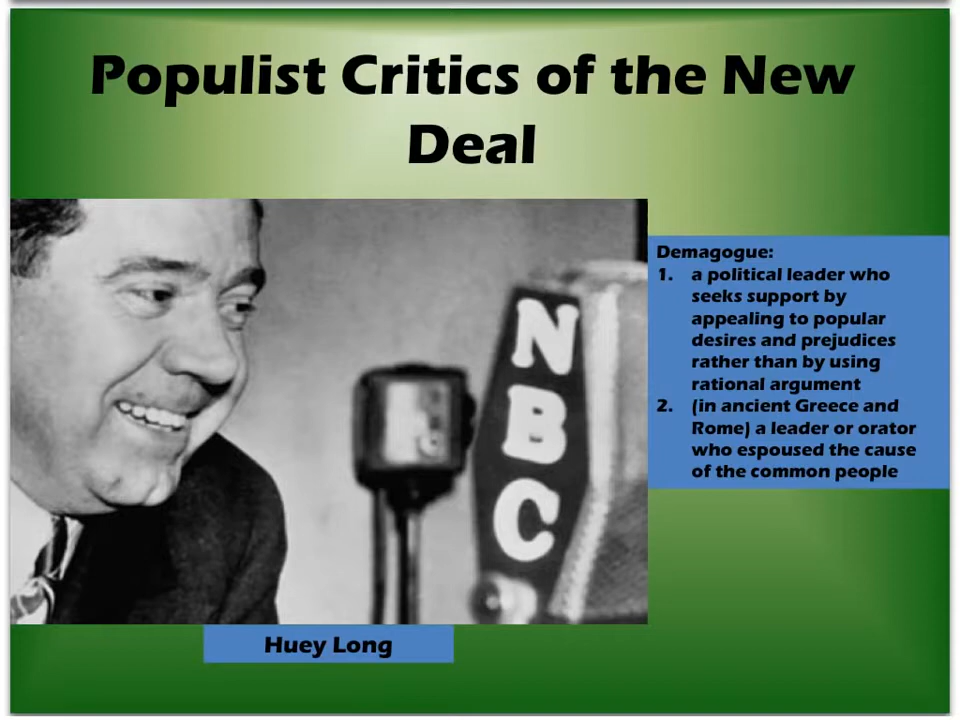 Populist Critics of the New
Deal
NBC
Demagogue:
1. a political leader who
seeks support by
appealing to popular
desires and prejudices
rather than by using
rational argument
2. (in ancient Greece and
Rome) a leader or orator
who espoused the cause
of the common people
Huey Long